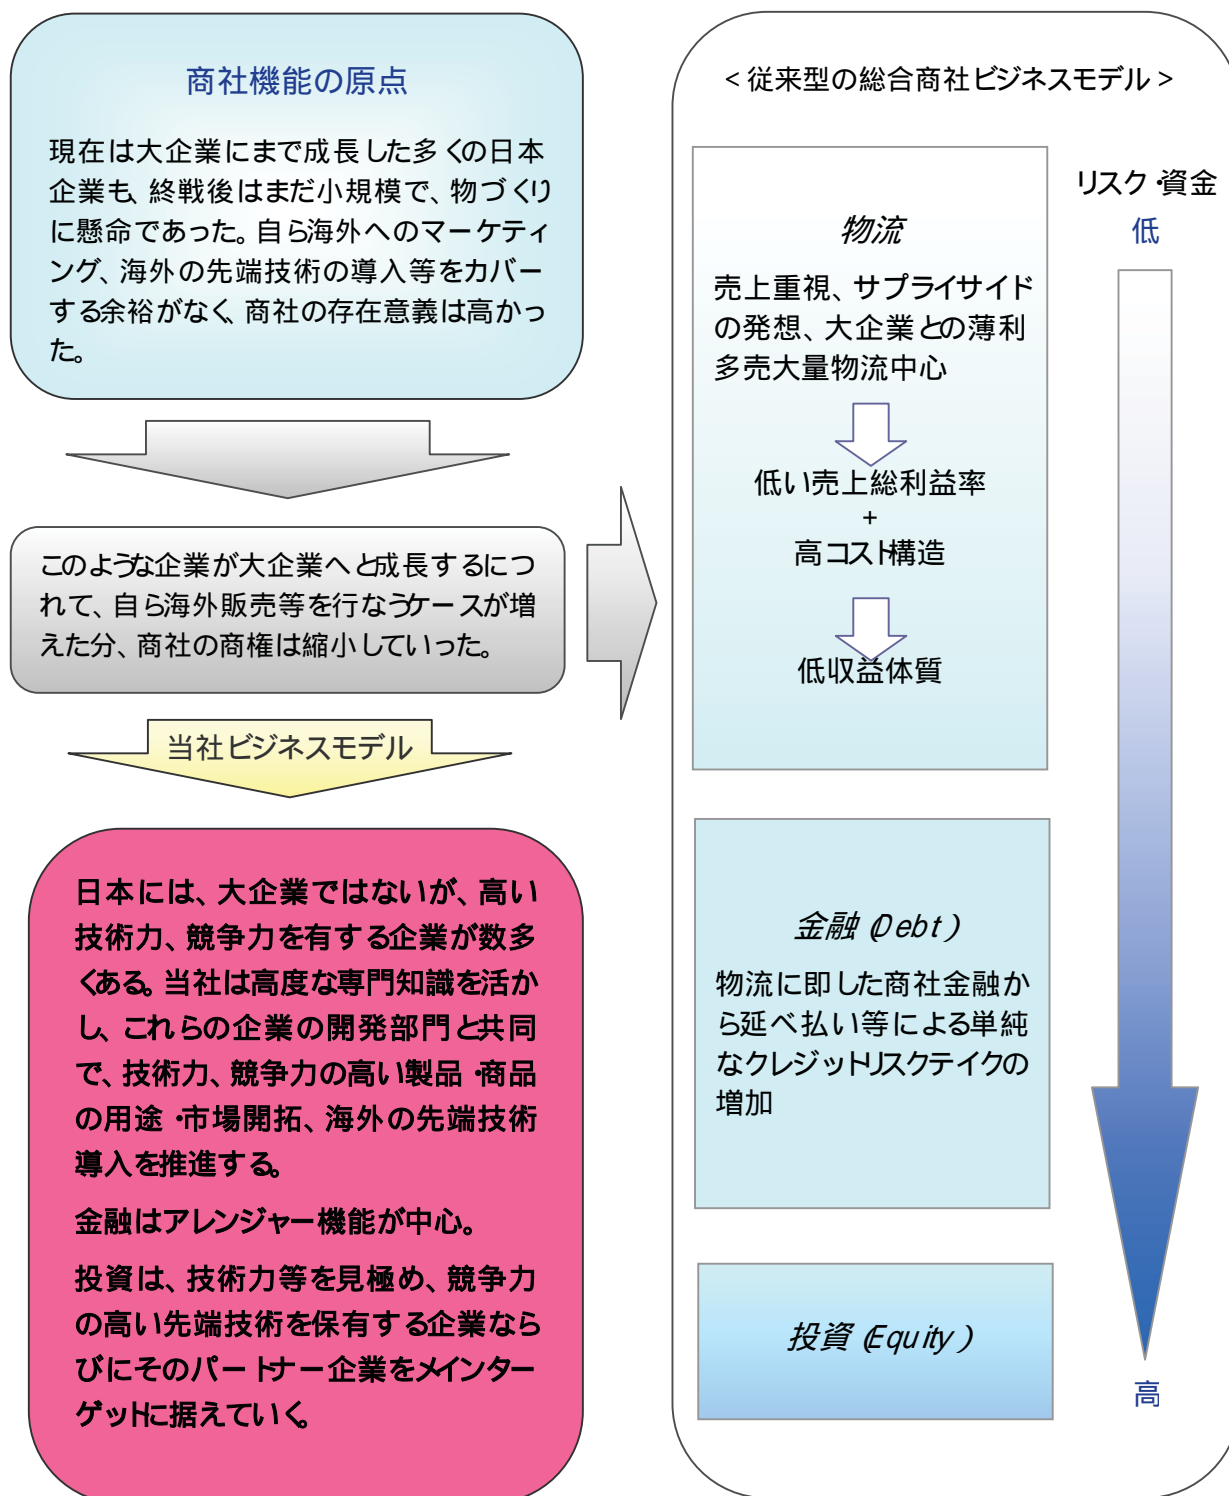 商社機能の原点
現在は大企業にまで成長した多くの日本
企業も、終戦後はまだ小規模で、物づくり
に懸命であった。自ら海外へのマーケティ
ング、海外の先端技術の導入等をカバー
する余裕がなく、商社の存在意義は高かっ
た。
このような企業が大企業へと成長するにつ
れて、自ら海外販売等を行なうケースが増
えた分、商社の商権は縮小していった。
当社ビジネスモデル
日本には、大企業ではないが、高い
技術力、競争力を有する企業が数多
くある。当社は高度な専門知識を活か
し、これらの企業の開発部門と共同
で、技術力、競争力の高い製品・商品
の用途・市場開拓、海外の先端技術
導入を推進する。
金融はアレンジャー機能が中心。
投資は、技術力等を見極め、競争力
の高い先端技術を保有する企業なら
びにそのパートナー企業をメインター
ゲットに据えていく。
<従来型の総合商社ビジネスモデル>
物流
売上重視、サプライサイド
の発想、大企業との薄利
多売大量物流中心
低い売上総利益率
+
高コスト構造
低収益体質
金融(Debt)
物流に即した商社金融か
ら延べ払い等による単純
なクレジットリスクテイクの
増加
投資(Equity)
リスク・資金
低
高